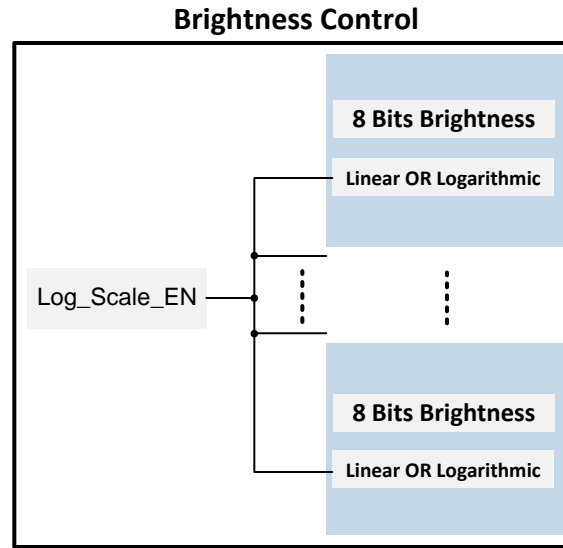 Brightness Control
8 Bits Brightness
Linear OR Logarithmic
Log_Scale_EN
8 Bits Brightness
Linear OR Logarithmic